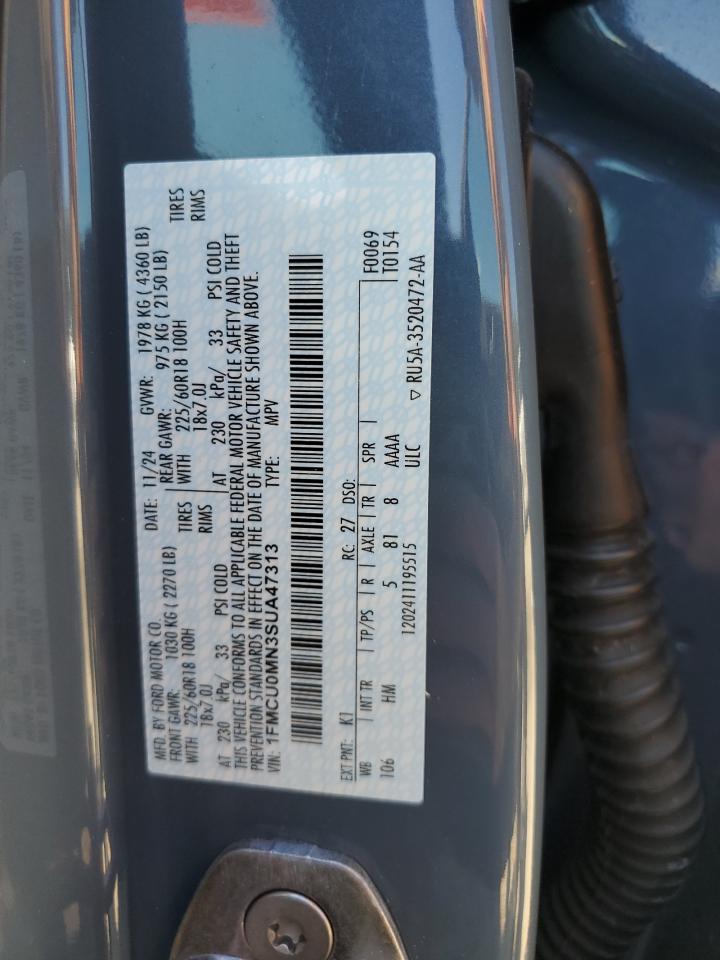 MFD. BY FORD MOTOR CO.
DATE: 11/24 GVWR: 1978 KG ( 4360 LB)
FRONT GAWR: 1030 KG ( 2270 LB) REAR GAWR: 975 KG ( 2150 LB)
WITH 225/60R18 100H TIRES WITH 225/60R18 100H TIRES
18x7.0J RIMS 18x7.0J RIMS
AT 230 kPa/ 33 PSI COLD AT 230 kPa/ 33 PSI COLD
THIS VEHICLE CONFORMS TO ALL APPLICABLE FEDERAL MOTOR VEHICLE SAFETY AND THEFT
PREVENTION STANDARDS IN EFFECT ON THE DATE OF MANUFACTURE SHOWN ABOVE.
VIN: 1FMCU0MN3SUA47313 TYPE: MPV
EXT PNT: K1 RC: 27 DSO: F0069
WB INT TR TP/PS R AXLE TR SPR T0154
106 HM 5 81 8 AAAA
1202411195515 ULC ▽ RU5A-3520472-AA